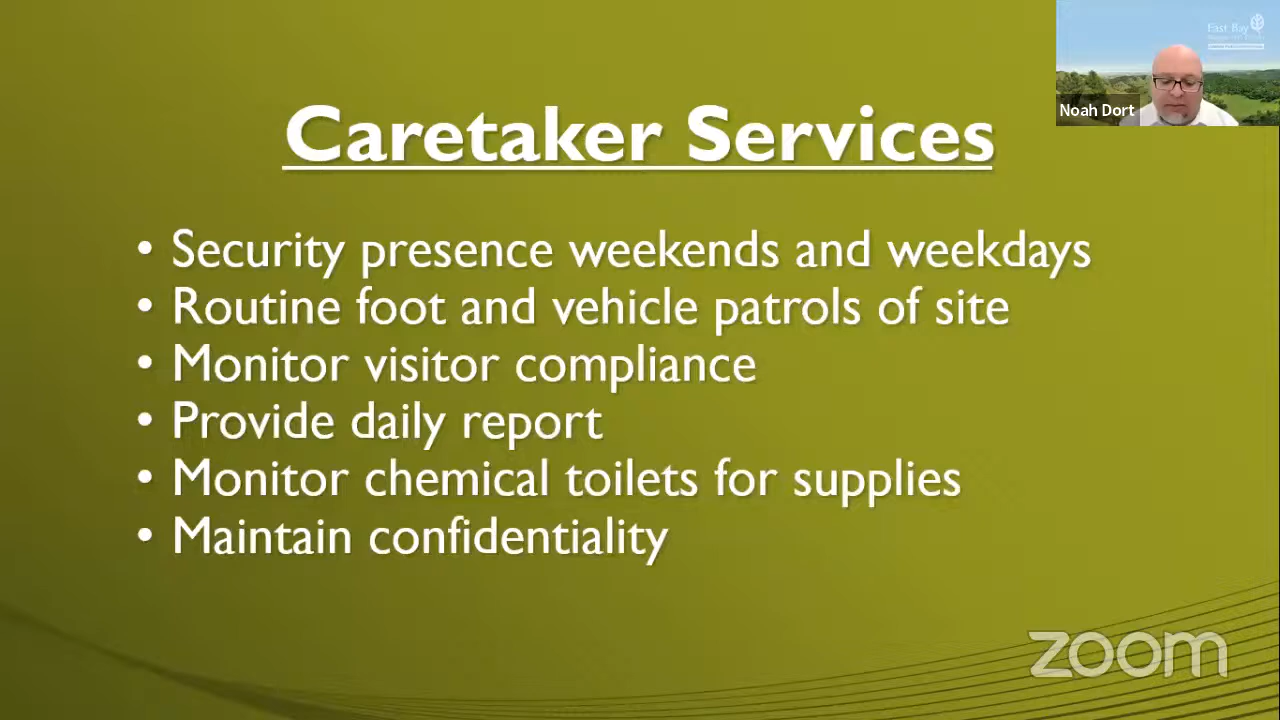 East Bay
Noah Dort
Caretaker Services
• Security presence weekends and weekdays
• Routine foot and vehicle patrols of site
• Monitor visitor compliance
• Provide daily report
• Monitor chemical toilets for supplies
• Maintain confidentiality
zoom